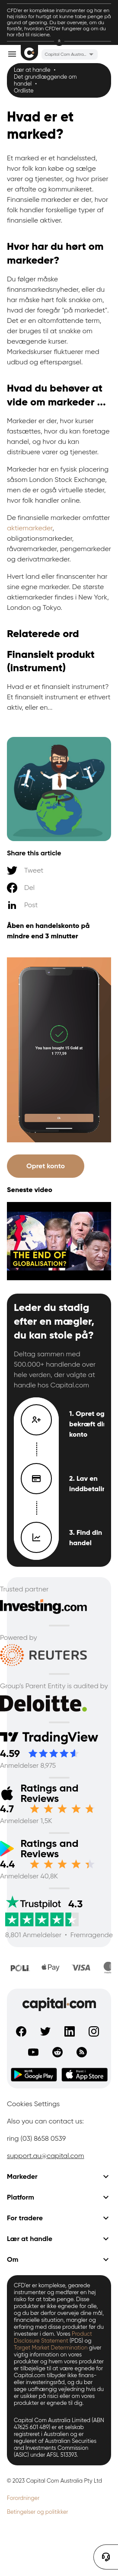 CFD'er er komplekse instrumenter og har en
høj risiko for hurtigt at kunne tabe penge på
grund af gearing. Du bør overveje, om du
forstår, hvordan CFD'er fungerer og om du
har råd til risiciene.
Capital Com Austra...
Lær at handle
Det grundlæggende om
handel
Ordliste
Hvad er et
marked?
Et marked er et handelssted,
hvor folk kan købe og sælge
varer og tjenester, og hvor priser
er aftalte og kommunikeret.
Finansielle markeder er der, hvor
folk handler forskellige typer af
finansielle aktiver.
Hvor har du hørt om
markeder?
Du følger måske
finansmarkedsnyheder, eller du
har måske hørt folk snakke om,
hvad der foregår "på markedet".
Det er en altomfattende term,
der bruges til at snakke om
bevægende kurser.
Markedskurser fluktuerer med
udbud og efterspørgsel.
Hvad du behøver at
vide om markeder ...
Markeder er der, hvor kurser
fastsættes, hvor du kan foretage
handel, og hvor du kan
distribuere varer og tjenester.
Markeder har en fysisk placering
såsom London Stock Exchange,
men der er også virtuelle steder,
hvor folk handler online.
De finansielle markeder omfatter
aktiemarkeder,
obligationsmarkeder,
råvaremarkeder, pengemarkeder
og derivatmarkeder.
Hvert land eller finanscenter har
sine egne markeder. De største
aktiemarkeder findes i New York,
London og Tokyo.
Relaterede ord
Finansielt produkt
(instrument)
Hvad er et finansielt instrument?
Et finansielt instrument er ethvert
aktiv, eller en...
Share this article
Tweet
Del
Post
Åben en handelskonto på
mindre end 3 minutter
You have bought 15 Gold at
Opret konto
Seneste video
THE END OF
GLOBALISATION?
Leder du stadig
efter en mægler,
du kan stole på?
Deltag sammen med
500.000+ handlende over
hele verden, der valgte at
handle hos Capital.com
1. Opret og
bekræft din
konto
2. Lav en
indbetaling
3. Find din
handel
Trusted partner
Investing.com
Powered by
REUTERS
Group's Parent Entity is audited by
Deloitte.
TradingView
4.59
Anmeldelser 8,975
Ratings and
Reviews
4.7
Anmeldelser 1,5K
Ratings and
Reviews
4.4
Anmeldelser 40,8K
Trustpilot 4.3
8,801 Anmeldelser • Fremragende
POLi
Pay
VISA
capital.com
GET IT ON
Google Play
Download on the
App Store
Cookies Settings
Also you can contact us:
ring (03) 8658 0539
support.au@capital.com
Markeder
Platform
For tradere
Lær at handle
Om
CFD'er er komplekse, gearede
instrumenter og medfører en høj
risiko for at tabe penge. Disse
produkter er ikke egnede for alle,
og du bør derfor overveje dine mål,
finansielle situation, og mængden
af erfaring med disse produkter før
du investerer i dem. Vores Product
Disclosure Statement (PDS) og
Target Market Determination giver
vigtig information om vores
produkter og hvem vores produkter
er tilbøjelige til at være egnede for
. Capital.com tilbyder ikke finans-
eller investeringsrådgivning, og du
bør søge uafhængig vejledning hvis du
er usikker på risici eller om vores
produkter er egnede til dig.
Capital Com Australia Limited (ABN
47625 601 489) er et selskab
registreret i Australien og er
reguleret af Australian Securities
and Investments Commission
(ASIC) under AFSL 513393.
© 2023 Capital Com Australia Pty Ltd
Forordninger
Betingelser og politikker